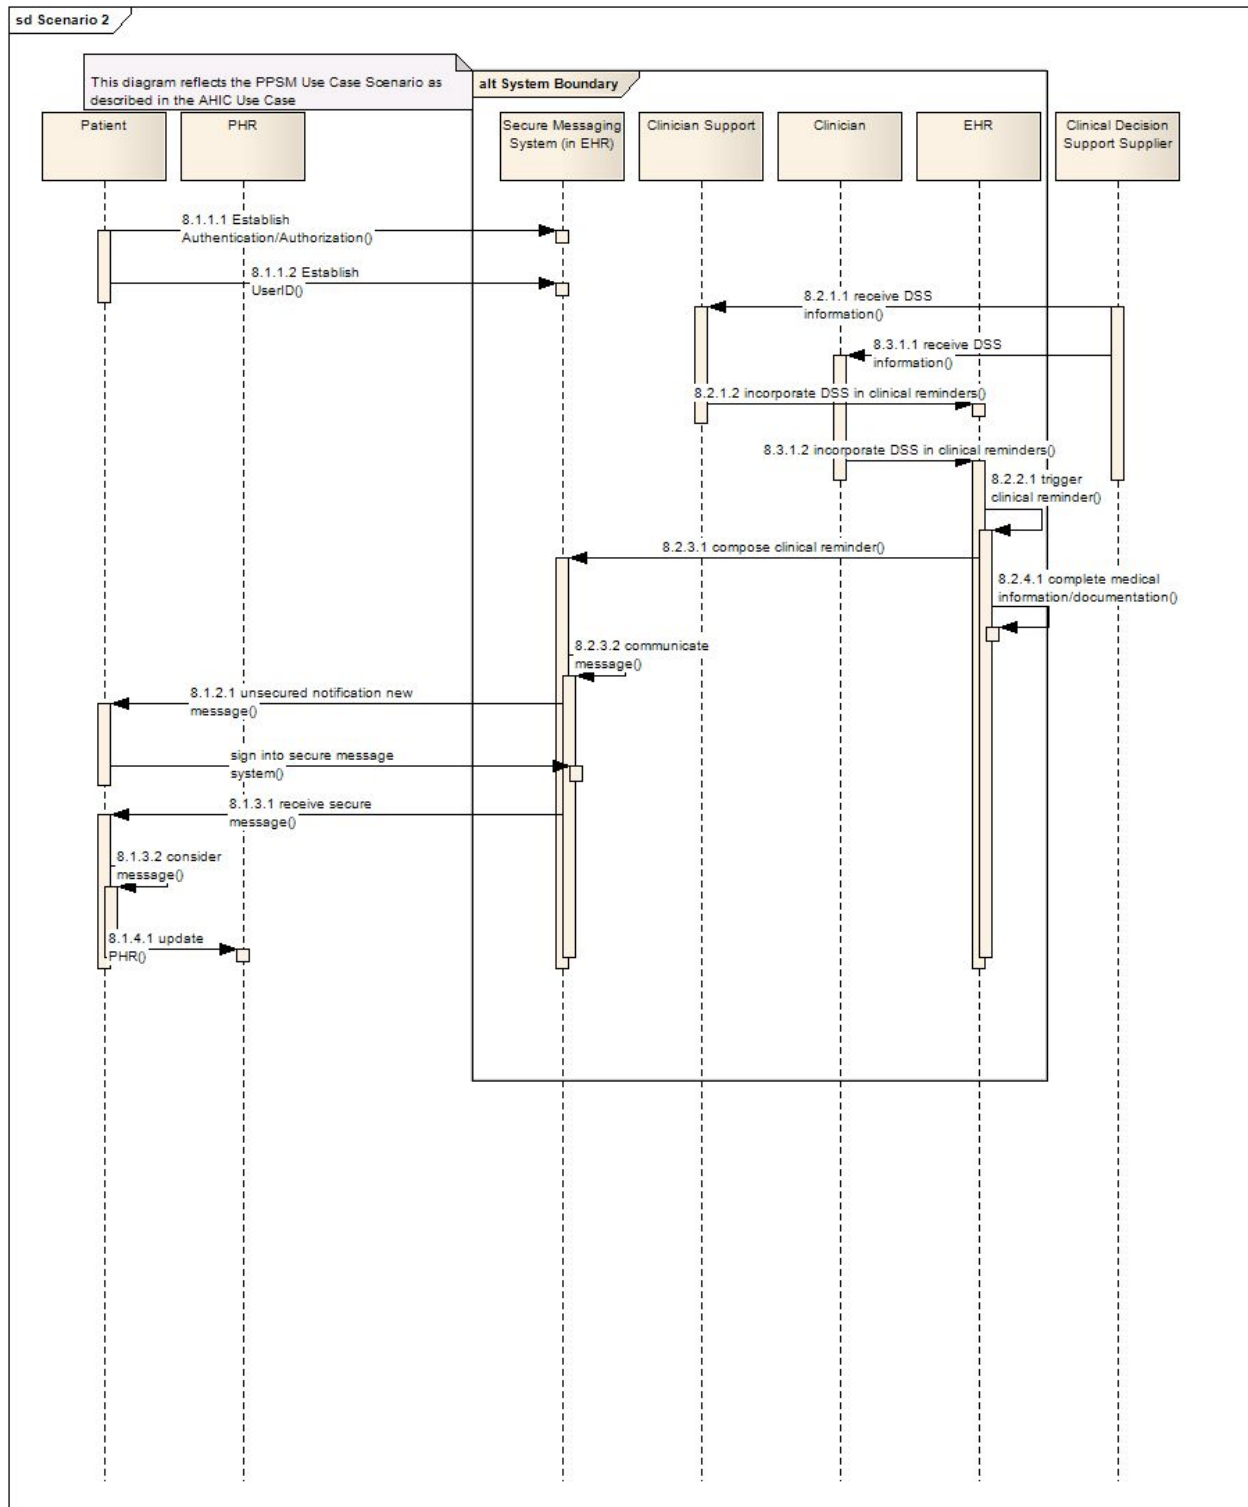 sd Scenario 2
This diagram reflects the PPSM Use Case Scenario as
described in the AHIC Use Case
alt System Boundary
Patient
PHR
Secure Messaging
System (in EHR)
Clinician Support
Clinician
EHR
Clinical Decision
Support Supplier
8.1.1.1 Establish
Authentication/Authorization()
8.1.1.2 Establish
UserID()
8.2.1.1 receive DSS
information()
8.3.1.1 receive DSS
information()
8.2.1.2 incorporate DSS in clinical reminders()
8.3.1.2 incorporate DSS in clinical reminders()
8.2.2.1 trigger
clinical reminder()
8.2.3.1 compose clinical reminder()
8.2.4.1 complete medical
information/documentation()
8.2.3.2 communicate
message()
8.1.2.1 unsecured notification new
message()
sign into secure message
system()
8.1.3.1 receive secure
message()
8.1.3.2 consider
message()
8.1.4.1 update
PHR()